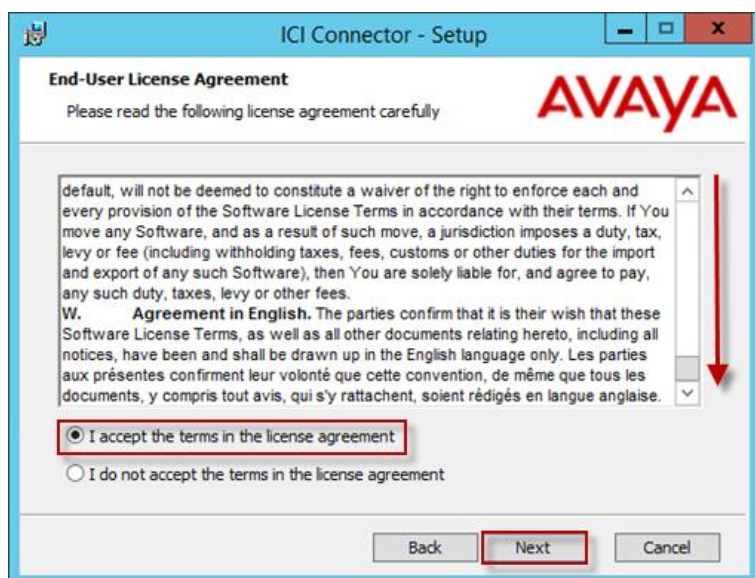 ICI Connector - Setup
End-User License Agreement
Please read the following license agreement carefully
AVAYA
default, will not be deemed to constitute a waiver of the right to enforce each and
every provision of the Software License Terms in accordance with their terms. If You
move any Software, and as a result of such move, a jurisdiction imposes a duty, tax,
levy or fee (including withholding taxes, fees, customs or other duties for the import
and export of any such Software), then You are solely liable for, and agree to pay,
any such duty, taxes, levy or other fees.
W. Agreement in English. The parties confirm that it is their wish that these
Software License Terms, as well as all other documents relating hereto, including all
notices, have been and shall be drawn up in the English language only. Les parties
aux présentes confirment leur volonté que cette convention, de même que tous les
documents, y compris tout avis, qui s'y rattachent, soient rédigés en langue anglaise.
I accept the terms in the license agreement
I do not accept the terms in the license agreement
Back Next Cancel